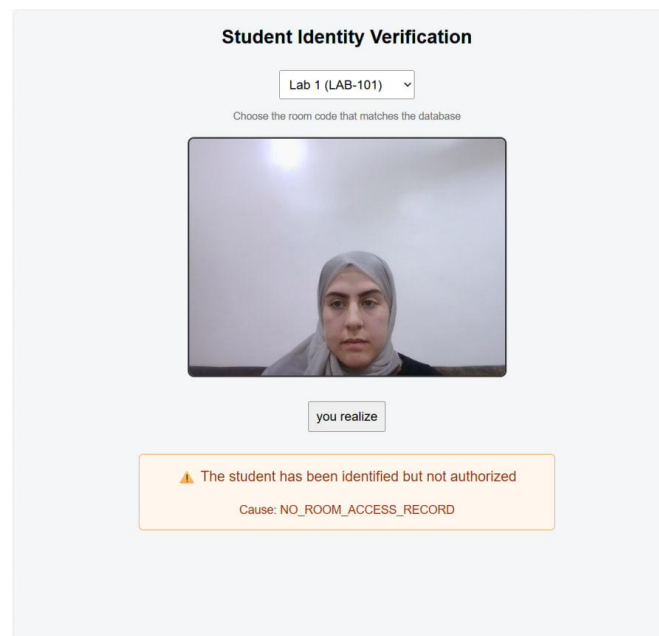 Student Identity Verification
Lab 1 (LAB-101)
Choose the room code that matches the database
you realize
⚠️ The student has been identified but not authorized
Cause: NO_ROOM_ACCESS_RECORD